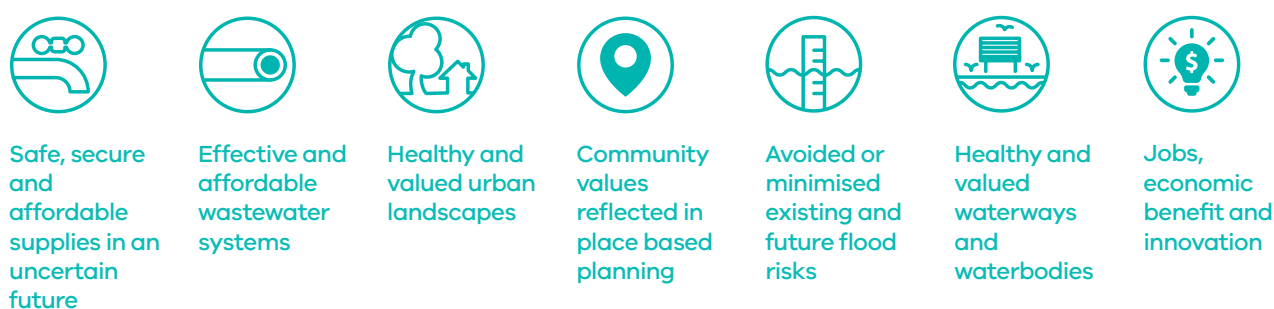 Safe, secure
and
affordable
supplies in an
uncertain
future
Effective and
affordable
wastewater
systems
Healthy and
valued urban
landscapes
Community
values
reflected in
place based
planning
Avoided or
minimised
existing and
future flood
risks
Healthy and
valued
waterways
and
waterbodies
$
Jobs,
economic
benefit and
innovation